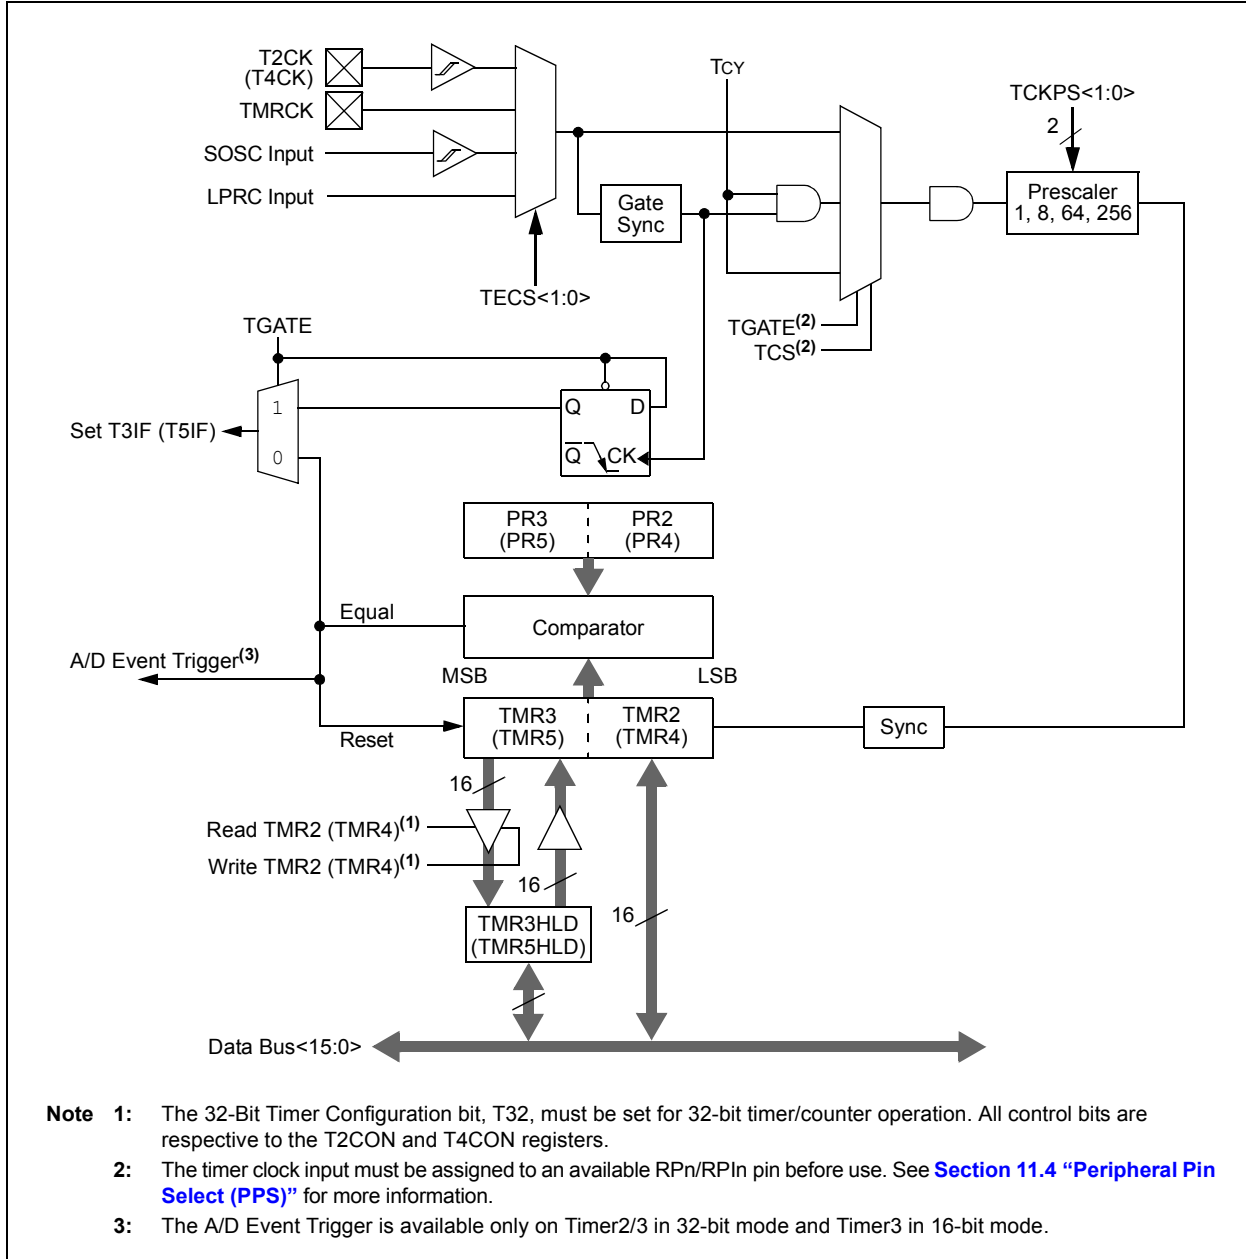 T2CK
(T4CK)
TMRCK
SOSC Input
LPRC Input
TECS<1:0>
Gate
Sync
TCY
TGATE(2)
TCS(2)
TCKPS<1:0>
2
Prescaler
1, 8, 64, 256
TGATE
1
0
Set T3IF (T5IF)
Q D
Q CK
PR3
(PR5)
PR2
(PR4)
Equal
Comparator
A/D Event Trigger(3)
MSB LSB
Reset
TMR3
(TMR5)
TMR2
(TMR4)
Sync
16
Read TMR2 (TMR4)(1)
Write TMR2 (TMR4)(1)
16
16
TMR3HLD
(TMR5HLD)
Data Bus<15:0>
Note 1: The 32-Bit Timer Configuration bit, T32, must be set for 32-bit timer/counter operation. All control bits are
respective to the T2CON and T4CON registers.
2: The timer clock input must be assigned to an available RPn/RPIn pin before use. See Section 11.4 “Peripheral Pin
Select (PPS)” for more information.
3: The A/D Event Trigger is available only on Timer2/3 in 32-bit mode and Timer3 in 16-bit mode.